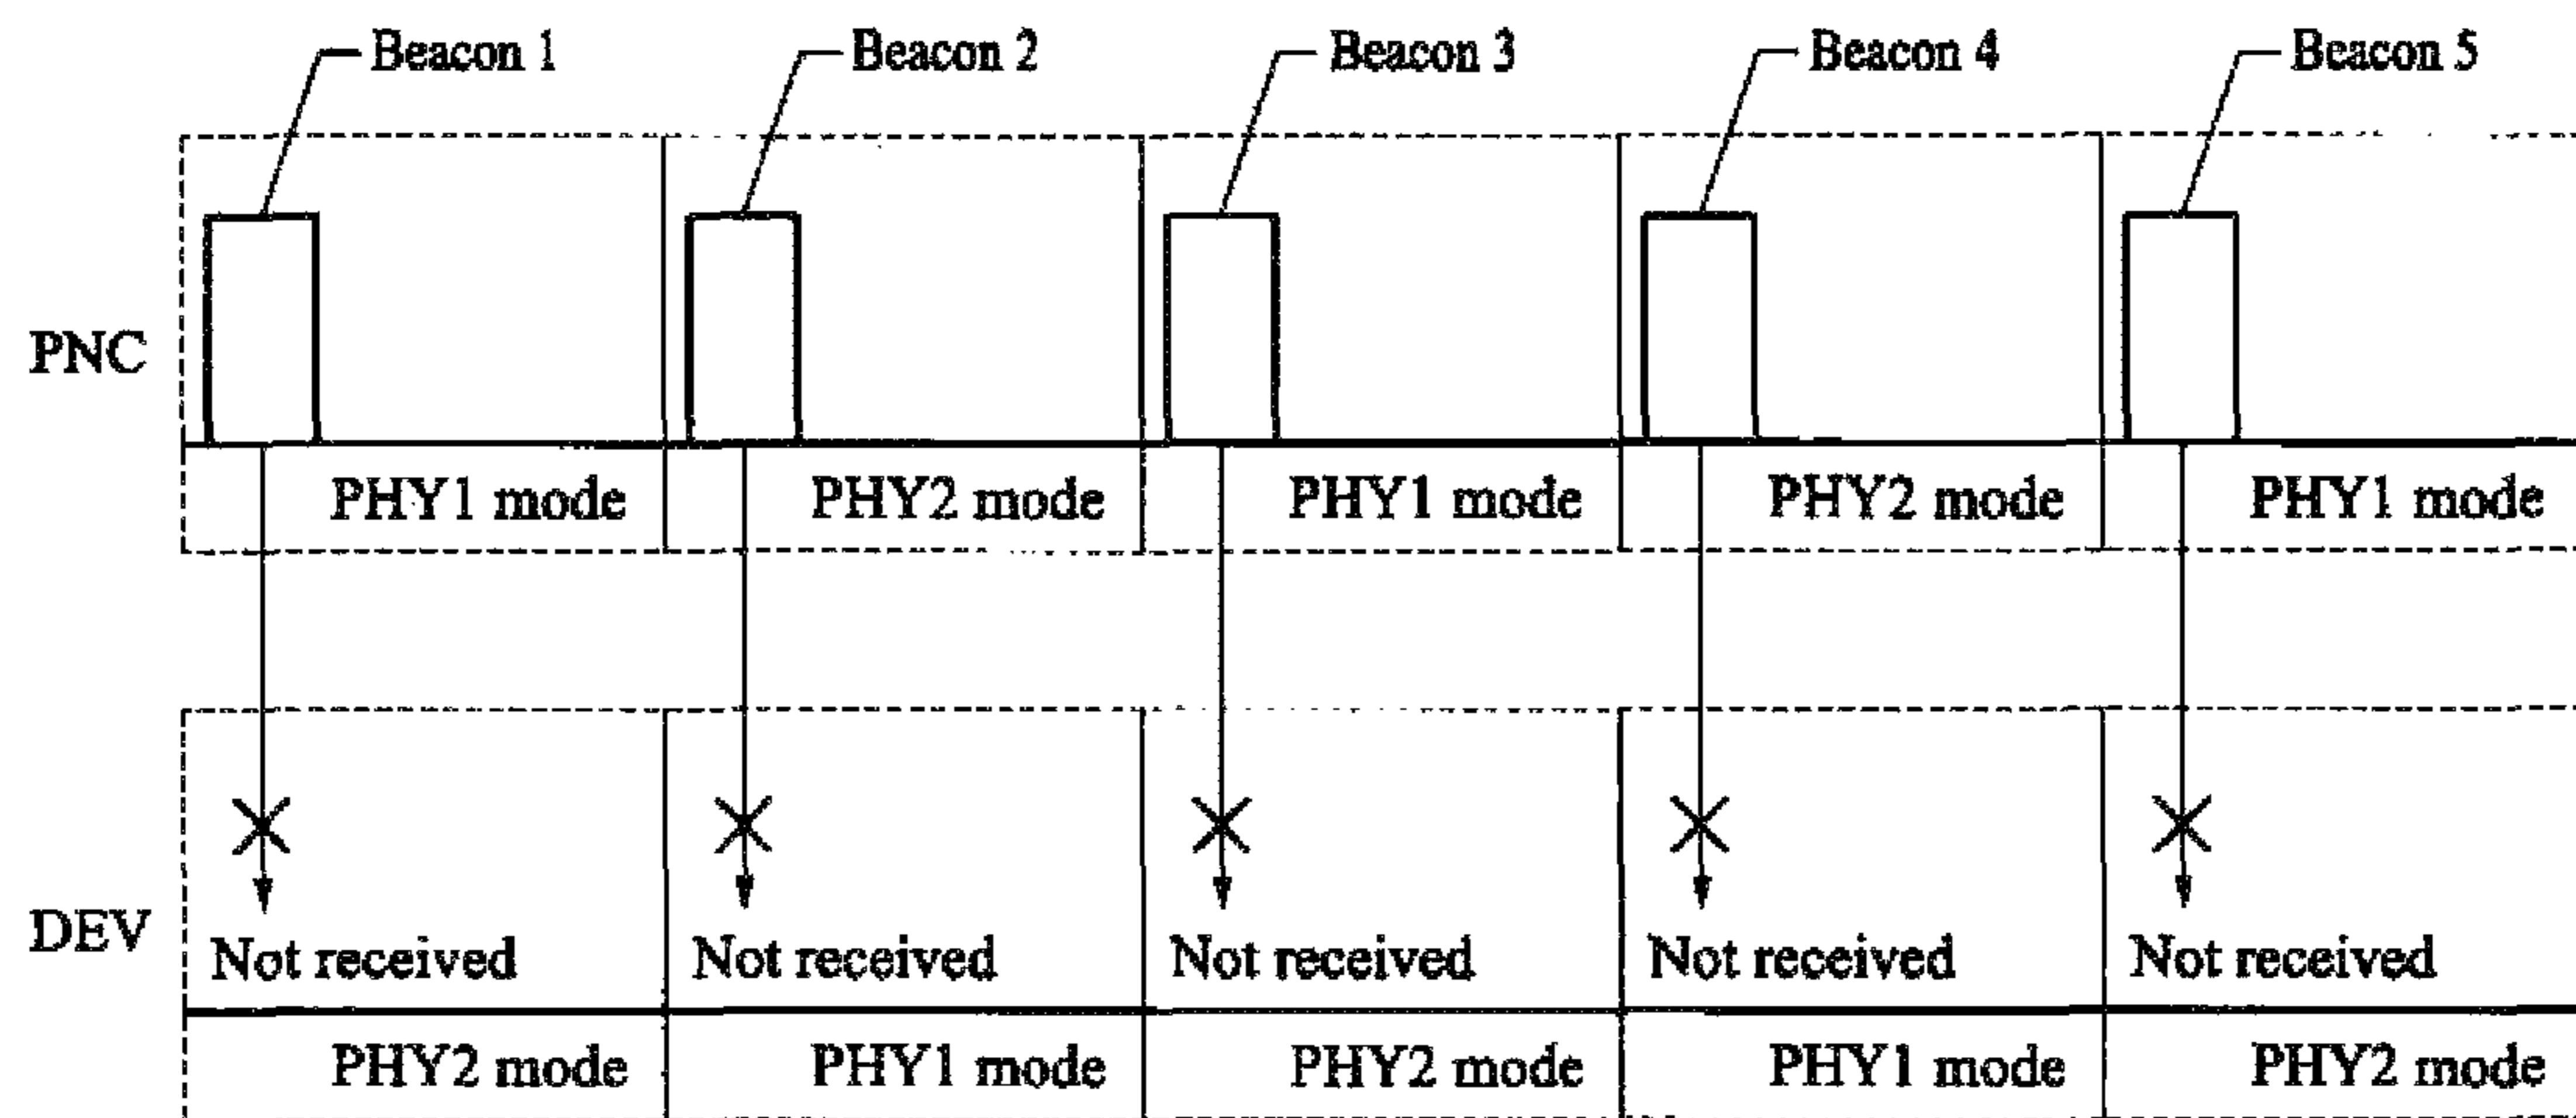 Beacon 1
Beacon 2
Beacon 3
Beacon 4
Beacon 5
PNC
PHY1 mode
PHY2 mode
PHY1 mode
PHY2 mode
PHY1 mode
DEV
Not received
Not received
Not received
Not received
Not received
PHY2 mode
PHY1 mode
PHY2 mode
PHY1 mode
PHY2 mode